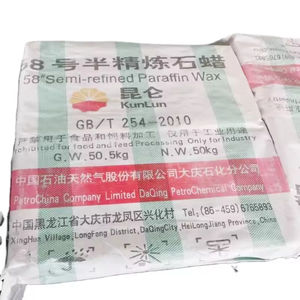 58号半精炼石蜡
58# Semi-refined Paraffin Wax
昆仑
KunLun
GB/T 254-2010
严禁用于食品和饲料加工 仅用于工业用途
Prohibited for food and feed Processing Only for Industry
G.W.50.5kg N.W.50kg
中国石油天然气股份有限公司大庆石化分公司
PetroChina Company Limited DaQing PetroChemical Company
中国黑龙江省大庆市龙凤区兴化村 Tel,(86-459)6765893
XingHua Village,LongFeng District,DaQing City,HeiLongJiang